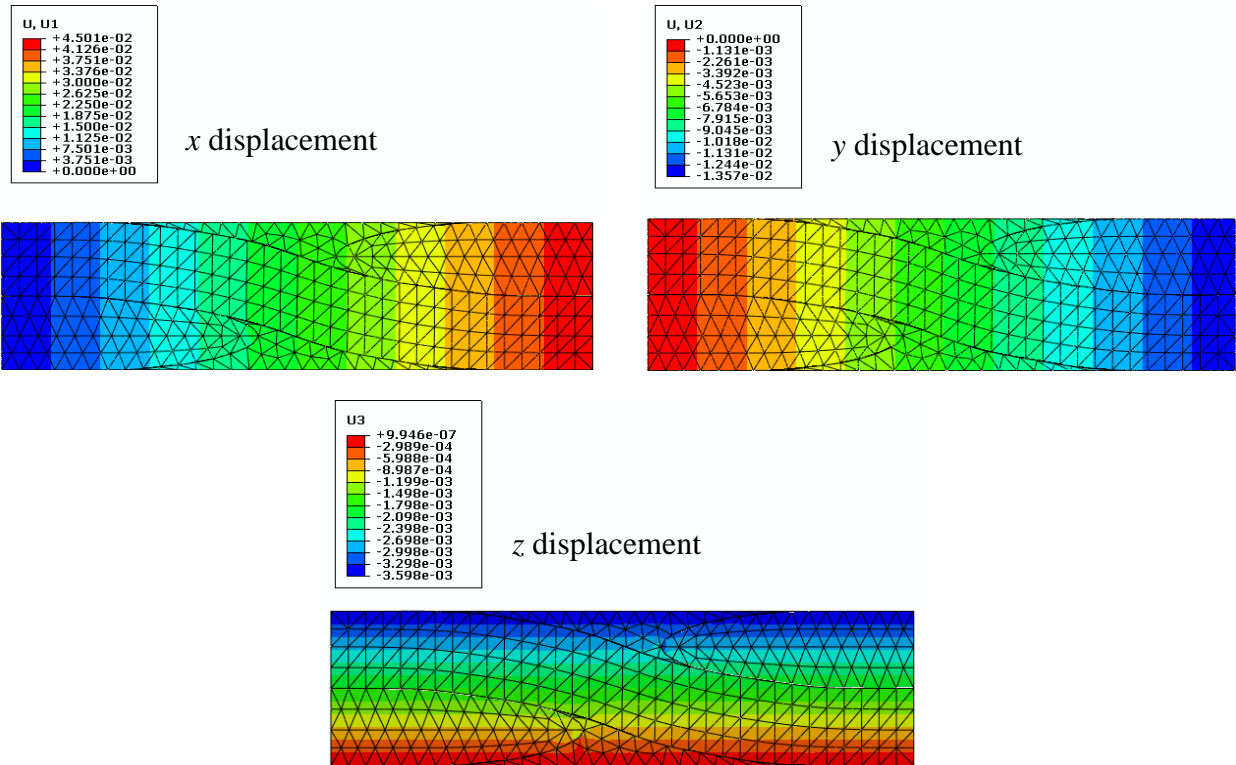 U, U1
+4.501e-02
+4.126e-02
+3.751e-02
+3.376e-02
+3.000e-02
+2.625e-02
+2.250e-02
+1.875e-02
+1.500e-02
+1.125e-02
+7.501e-03
+3.751e-03
+0.000e+00
x displacement
U, U2
+0.000e+00
-1.131e-03
-2.261e-03
-3.392e-03
-4.523e-03
-5.653e-03
-6.784e-03
-7.915e-03
-9.045e-03
-1.018e-02
-1.131e-02
-1.244e-02
-1.357e-02
y displacement
U3
+9.946e-07
-2.989e-04
-5.988e-04
-8.987e-04
-1.199e-03
-1.498e-03
-1.798e-03
-2.098e-03
-2.398e-03
-2.698e-03
-2.998e-03
-3.298e-03
-3.598e-03
z displacement